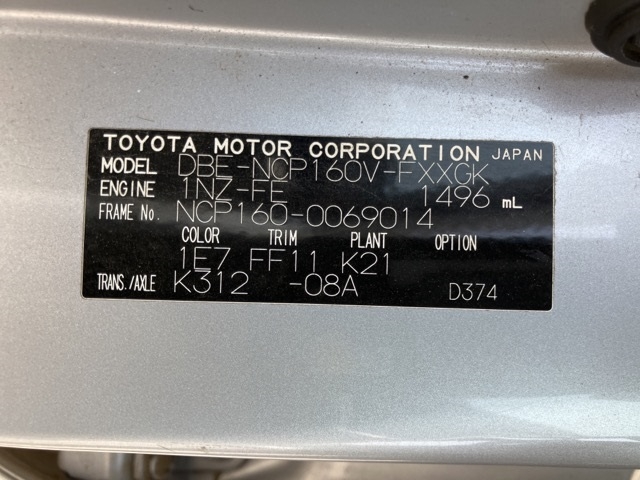 TOYOTA MOTOR CORPORATION JAPAN
MODEL DBE-NCP160V-FXXGK
ENGINE 1NZ-FE 1496 mL
FRAME No. NCP160-0069014
COLOR TRIM PLANT OPTION
1E7 FF11 K21
TRANS./AXLE K312 -08A D374